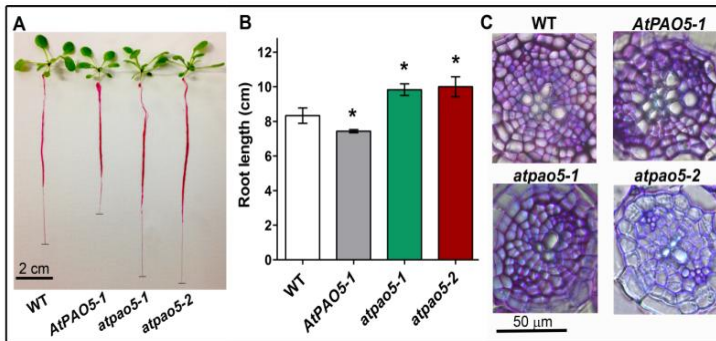 A
2 cm
WT
AtPAO5-1
atpao5-1
atpao5-2
B
Root length (cm)
12
10
8
6
4
2
0
*
*
*
WT
AtPAO5-1
atpao5-1
atpao5-2
C
WT
AtPAO5-1
atpao5-1
atpao5-2
50 µm